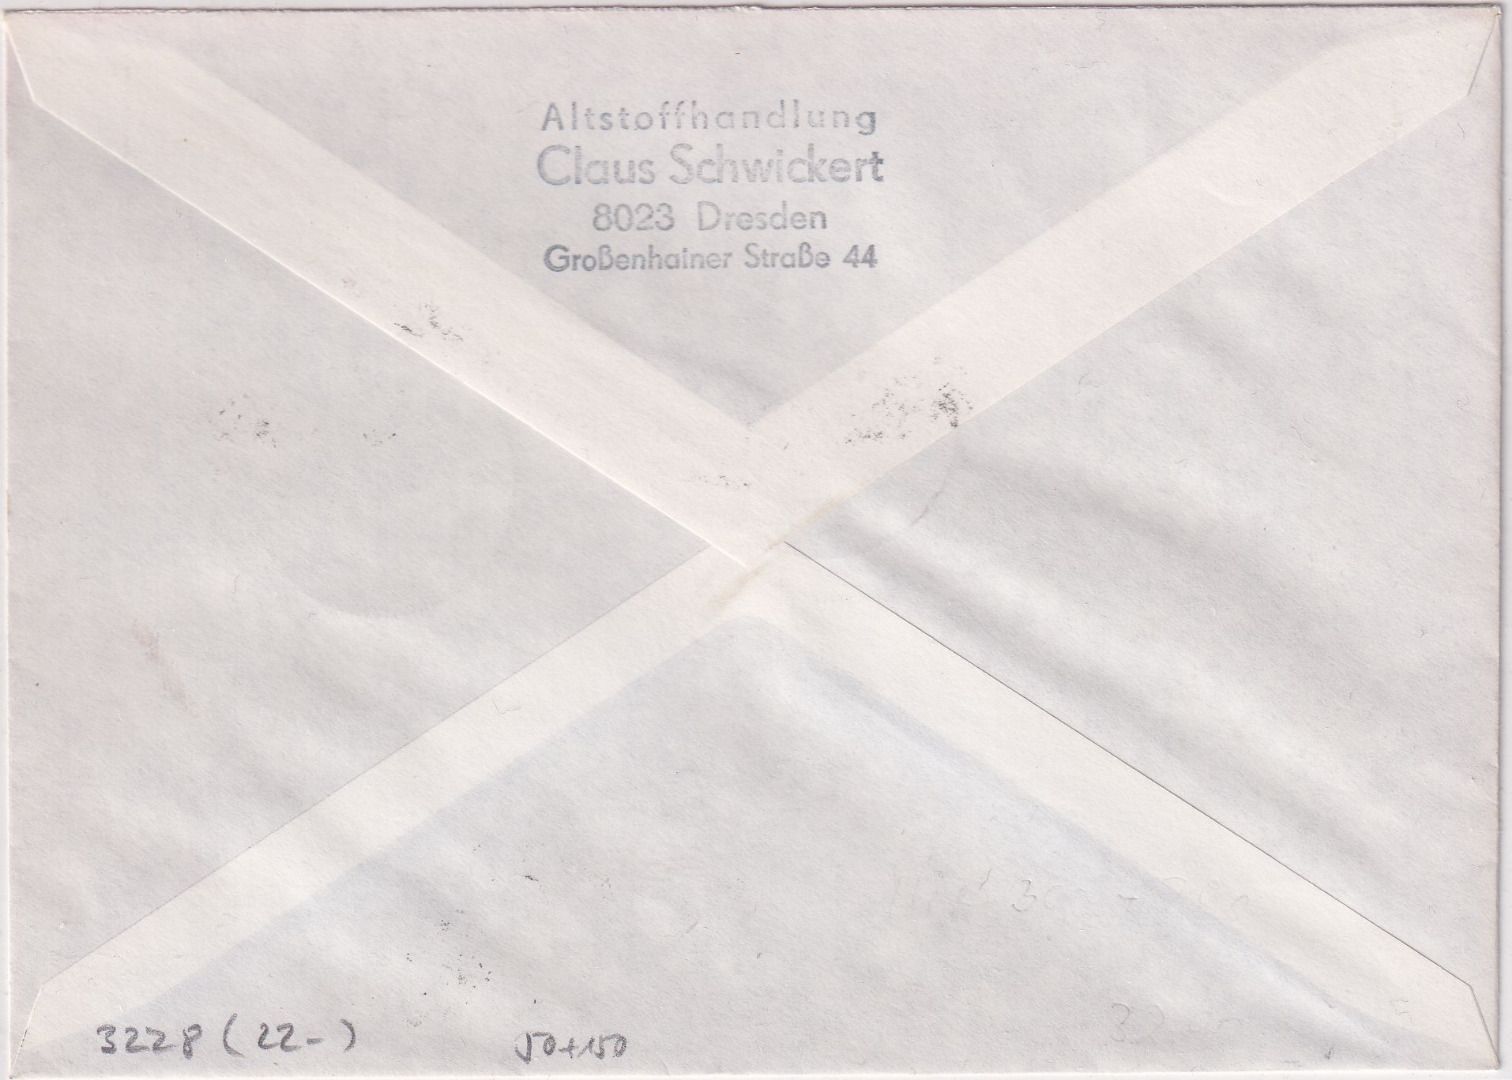 Altstoffhandlung
Claus Schwickert
8023 Dresden
Großenhainer Straße 44
3228 (22-) 50+150